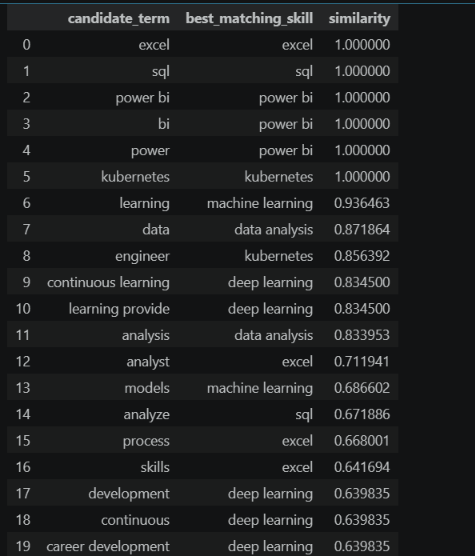 candidate_term best_matching_skill similarity
0 excel excel 1.000000
1 sql sql 1.000000
2 power bi power bi 1.000000
3 bi power bi 1.000000
4 power power bi 1.000000
5 kubernetes kubernetes 1.000000
6 learning machine learning 0.936463
7 data data analysis 0.871864
8 engineer kubernetes 0.856392
9 continuous learning deep learning 0.834500
10 learning provide deep learning 0.834500
11 analysis data analysis 0.833953
12 analyst excel 0.711941
13 models machine learning 0.686602
14 analyze sql 0.671886
15 process excel 0.668001
16 skills excel 0.641694
17 development deep learning 0.639835
18 continuous deep learning 0.639835
19 career development deep learning 0.639835